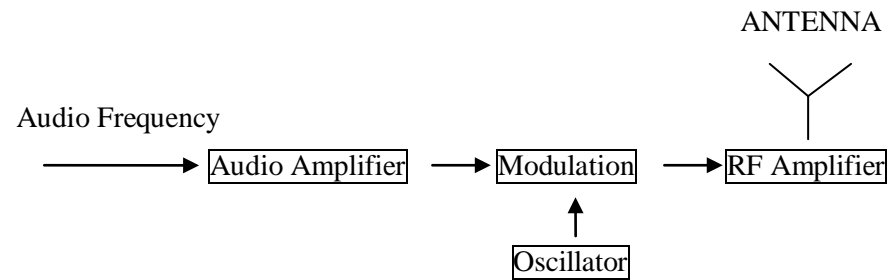 ANTENNA
Audio Frequency
Audio Amplifier
Modulation
RF Amplifier
Oscillator